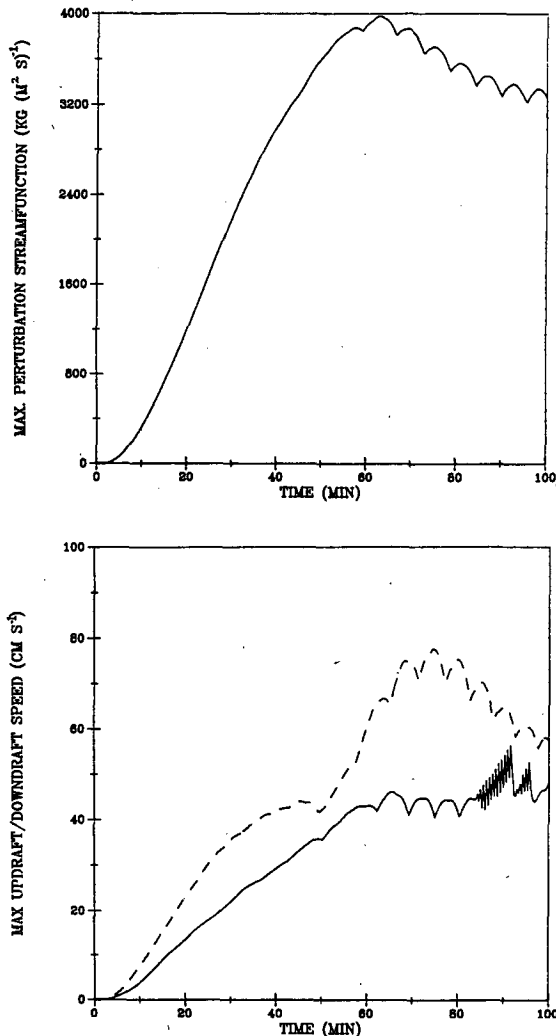 MAX. PERTURBATION STREAMFUNCTION (KG (M² S)⁻¹)
4000
3200
2400
1600
800
0
0 20 40 60 80 100
TIME (MIN)
MAX UPDRAFT/DOWNDRAFT SPEED (CM S⁻¹)
100
80
60
40
20
0
0 20 40 60 80 100
TIME (MIN)